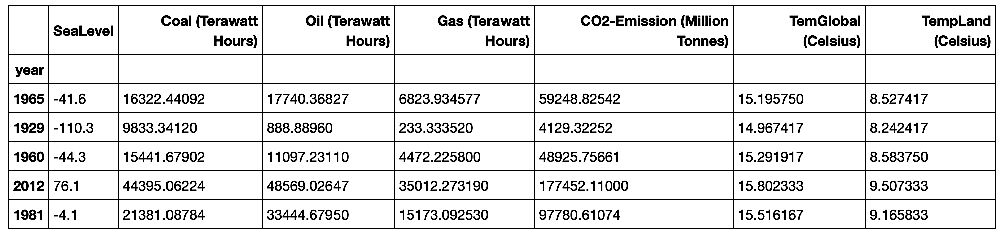 SeaLevel Coal (Terawatt Hours) Oil (Terawatt Hours) Gas (Terawatt Hours) CO2-Emission (Million Tonnes) TemGlobal (Celsius) TempLand (Celsius)
year
1965 -41.6 16322.44092 17740.36827 6823.934577 59248.82542 15.195750 8.527417
1929 -110.3 9833.34120 888.88960 233.333520 4129.32252 14.967417 8.242417
1960 -44.3 15441.67902 11097.23110 4472.225800 48925.75661 15.291917 8.583750
2012 76.1 44395.06224 48569.02647 35012.273190 177452.11000 15.802333 9.507333
1981 -4.1 21381.08784 33444.67950 15173.092530 97780.61074 15.516167 9.165833